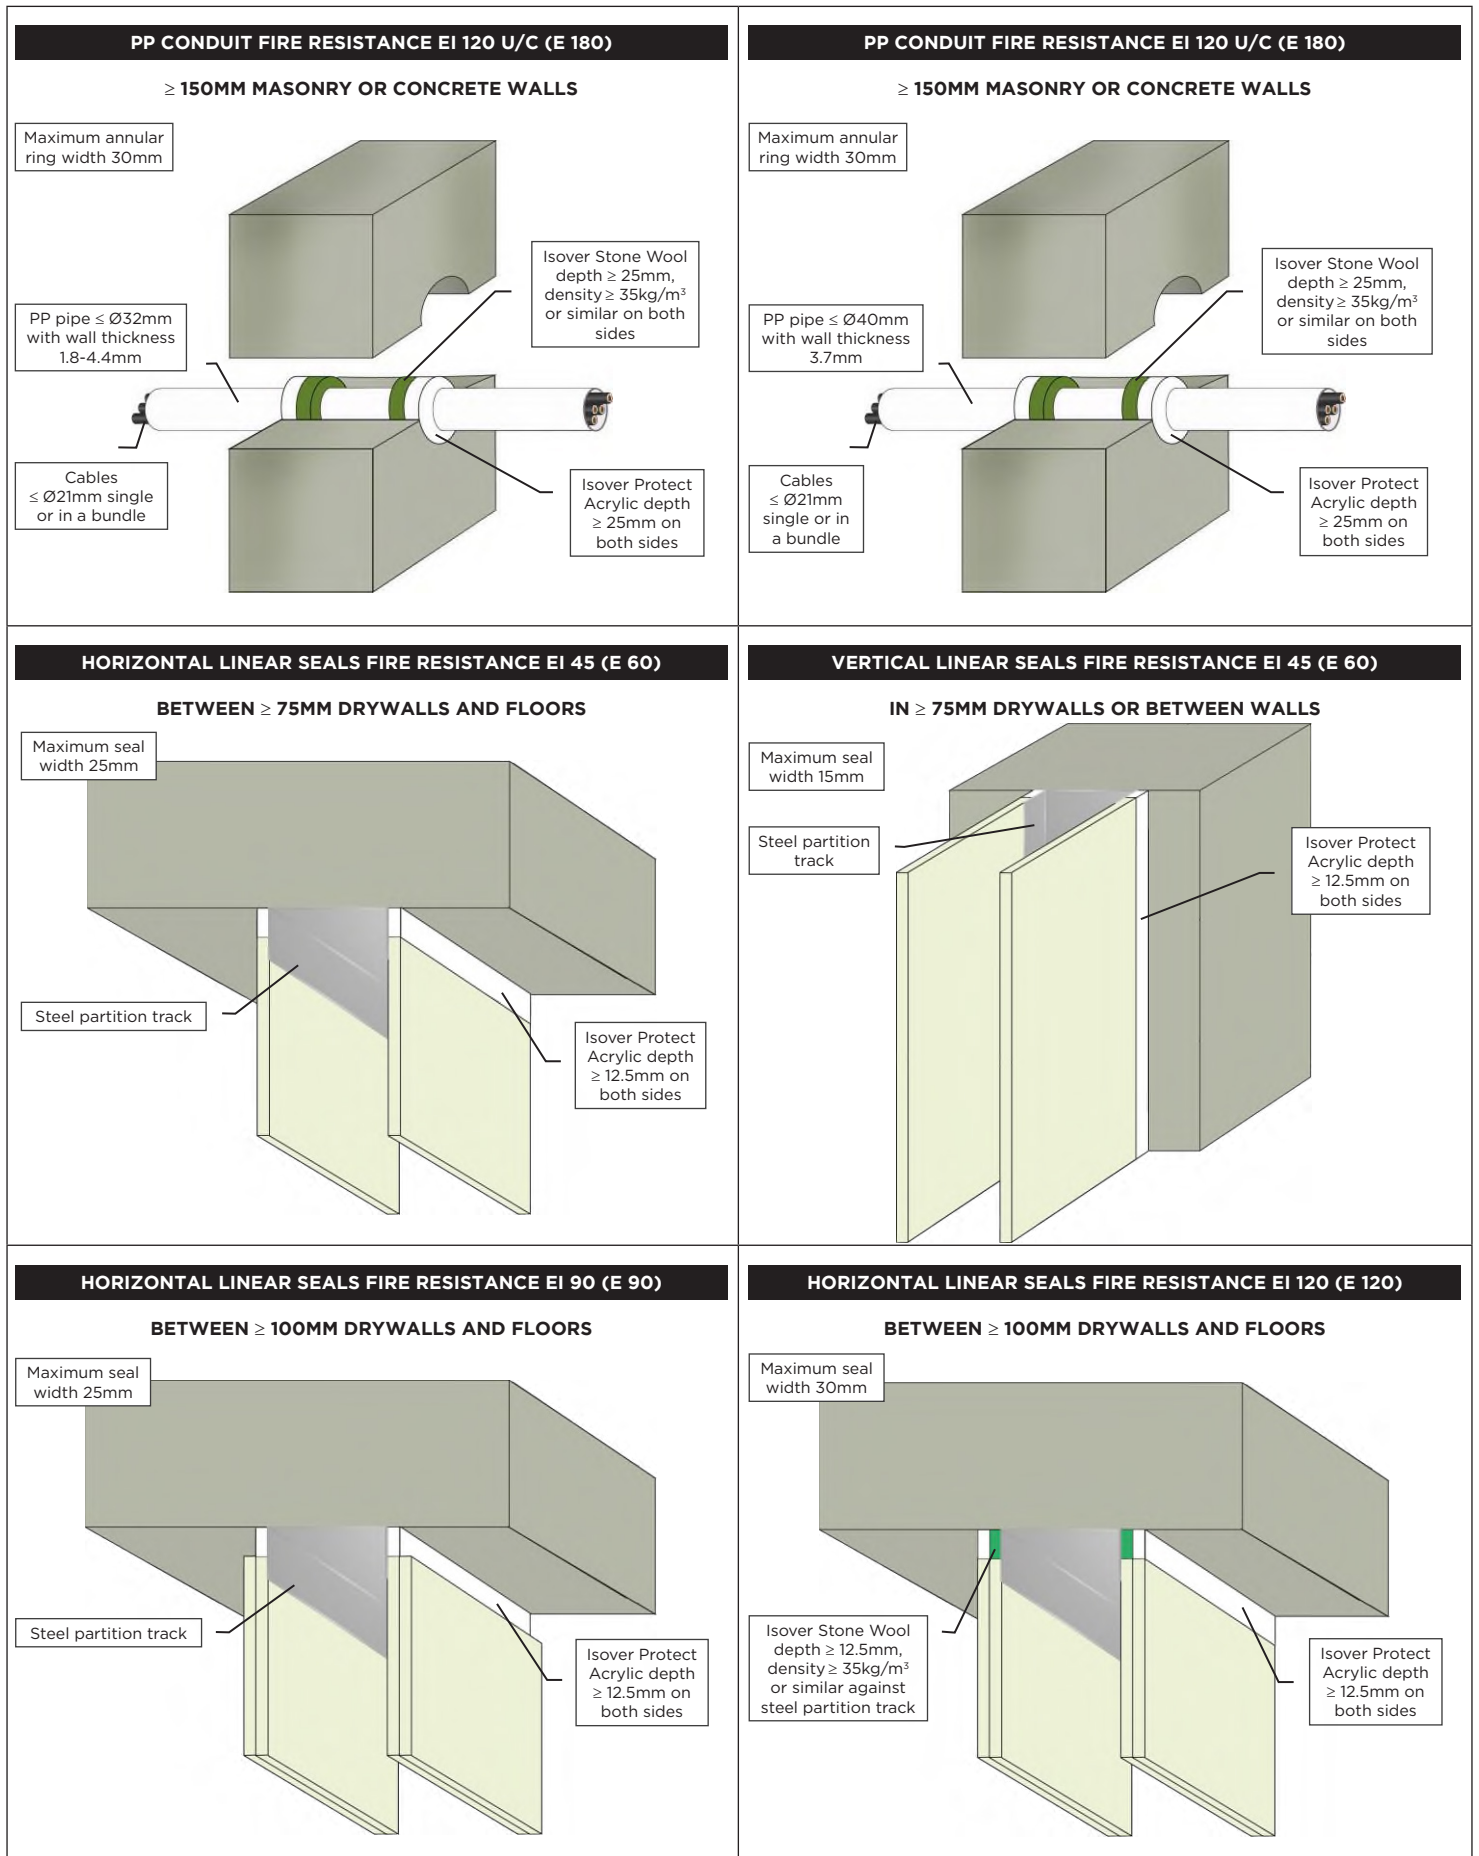 PP CONDUIT FIRE RESISTANCE EI 120 U/C (E 180)
≥ 150MM MASONRY OR CONCRETE WALLS
Maximum annular
ring width 30mm
Isover Stone Wool
depth ≥ 25mm,
density ≥ 35kg/m³
or similar on both
sides
PP pipe ≤ Ø32mm
with wall thickness
1.8-4.4mm
Cables
≤ Ø21mm single
or in a bundle
Isover Protect
Acrylic depth
≥ 25mm on
both sides
PP CONDUIT FIRE RESISTANCE EI 120 U/C (E 180)
≥ 150MM MASONRY OR CONCRETE WALLS
Maximum annular
ring width 30mm
Isover Stone Wool
depth ≥ 25mm,
density ≥ 35kg/m³
or similar on both
sides
PP pipe ≤ Ø40mm
with wall thickness
3.7mm
Cables
≤ Ø21mm
single or in
a bundle
Isover Protect
Acrylic depth
≥ 25mm on
both sides
HORIZONTAL LINEAR SEALS FIRE RESISTANCE EI 45 (E 60)
BETWEEN ≥ 75MM DRYWALLS AND FLOORS
Maximum seal
width 25mm
Steel partition track
Isover Protect
Acrylic depth
≥ 12.5mm on
both sides
VERTICAL LINEAR SEALS FIRE RESISTANCE EI 45 (E 60)
IN ≥ 75MM DRYWALLS OR BETWEEN WALLS
Maximum seal
width 15mm
Steel partition
track
Isover Protect
Acrylic depth
≥ 12.5mm on
both sides
HORIZONTAL LINEAR SEALS FIRE RESISTANCE EI 90 (E 90)
BETWEEN ≥ 100MM DRYWALLS AND FLOORS
Maximum seal
width 25mm
Steel partition track
Isover Protect
Acrylic depth
≥ 12.5mm on
both sides
HORIZONTAL LINEAR SEALS FIRE RESISTANCE EI 120 (E 120)
BETWEEN ≥ 100MM DRYWALLS AND FLOORS
Maximum seal
width 30mm
Isover Stone Wool
depth ≥ 12.5mm,
density ≥ 35kg/m³
or similar against
steel partition track
Isover Protect
Acrylic depth
≥ 12.5mm on
both sides